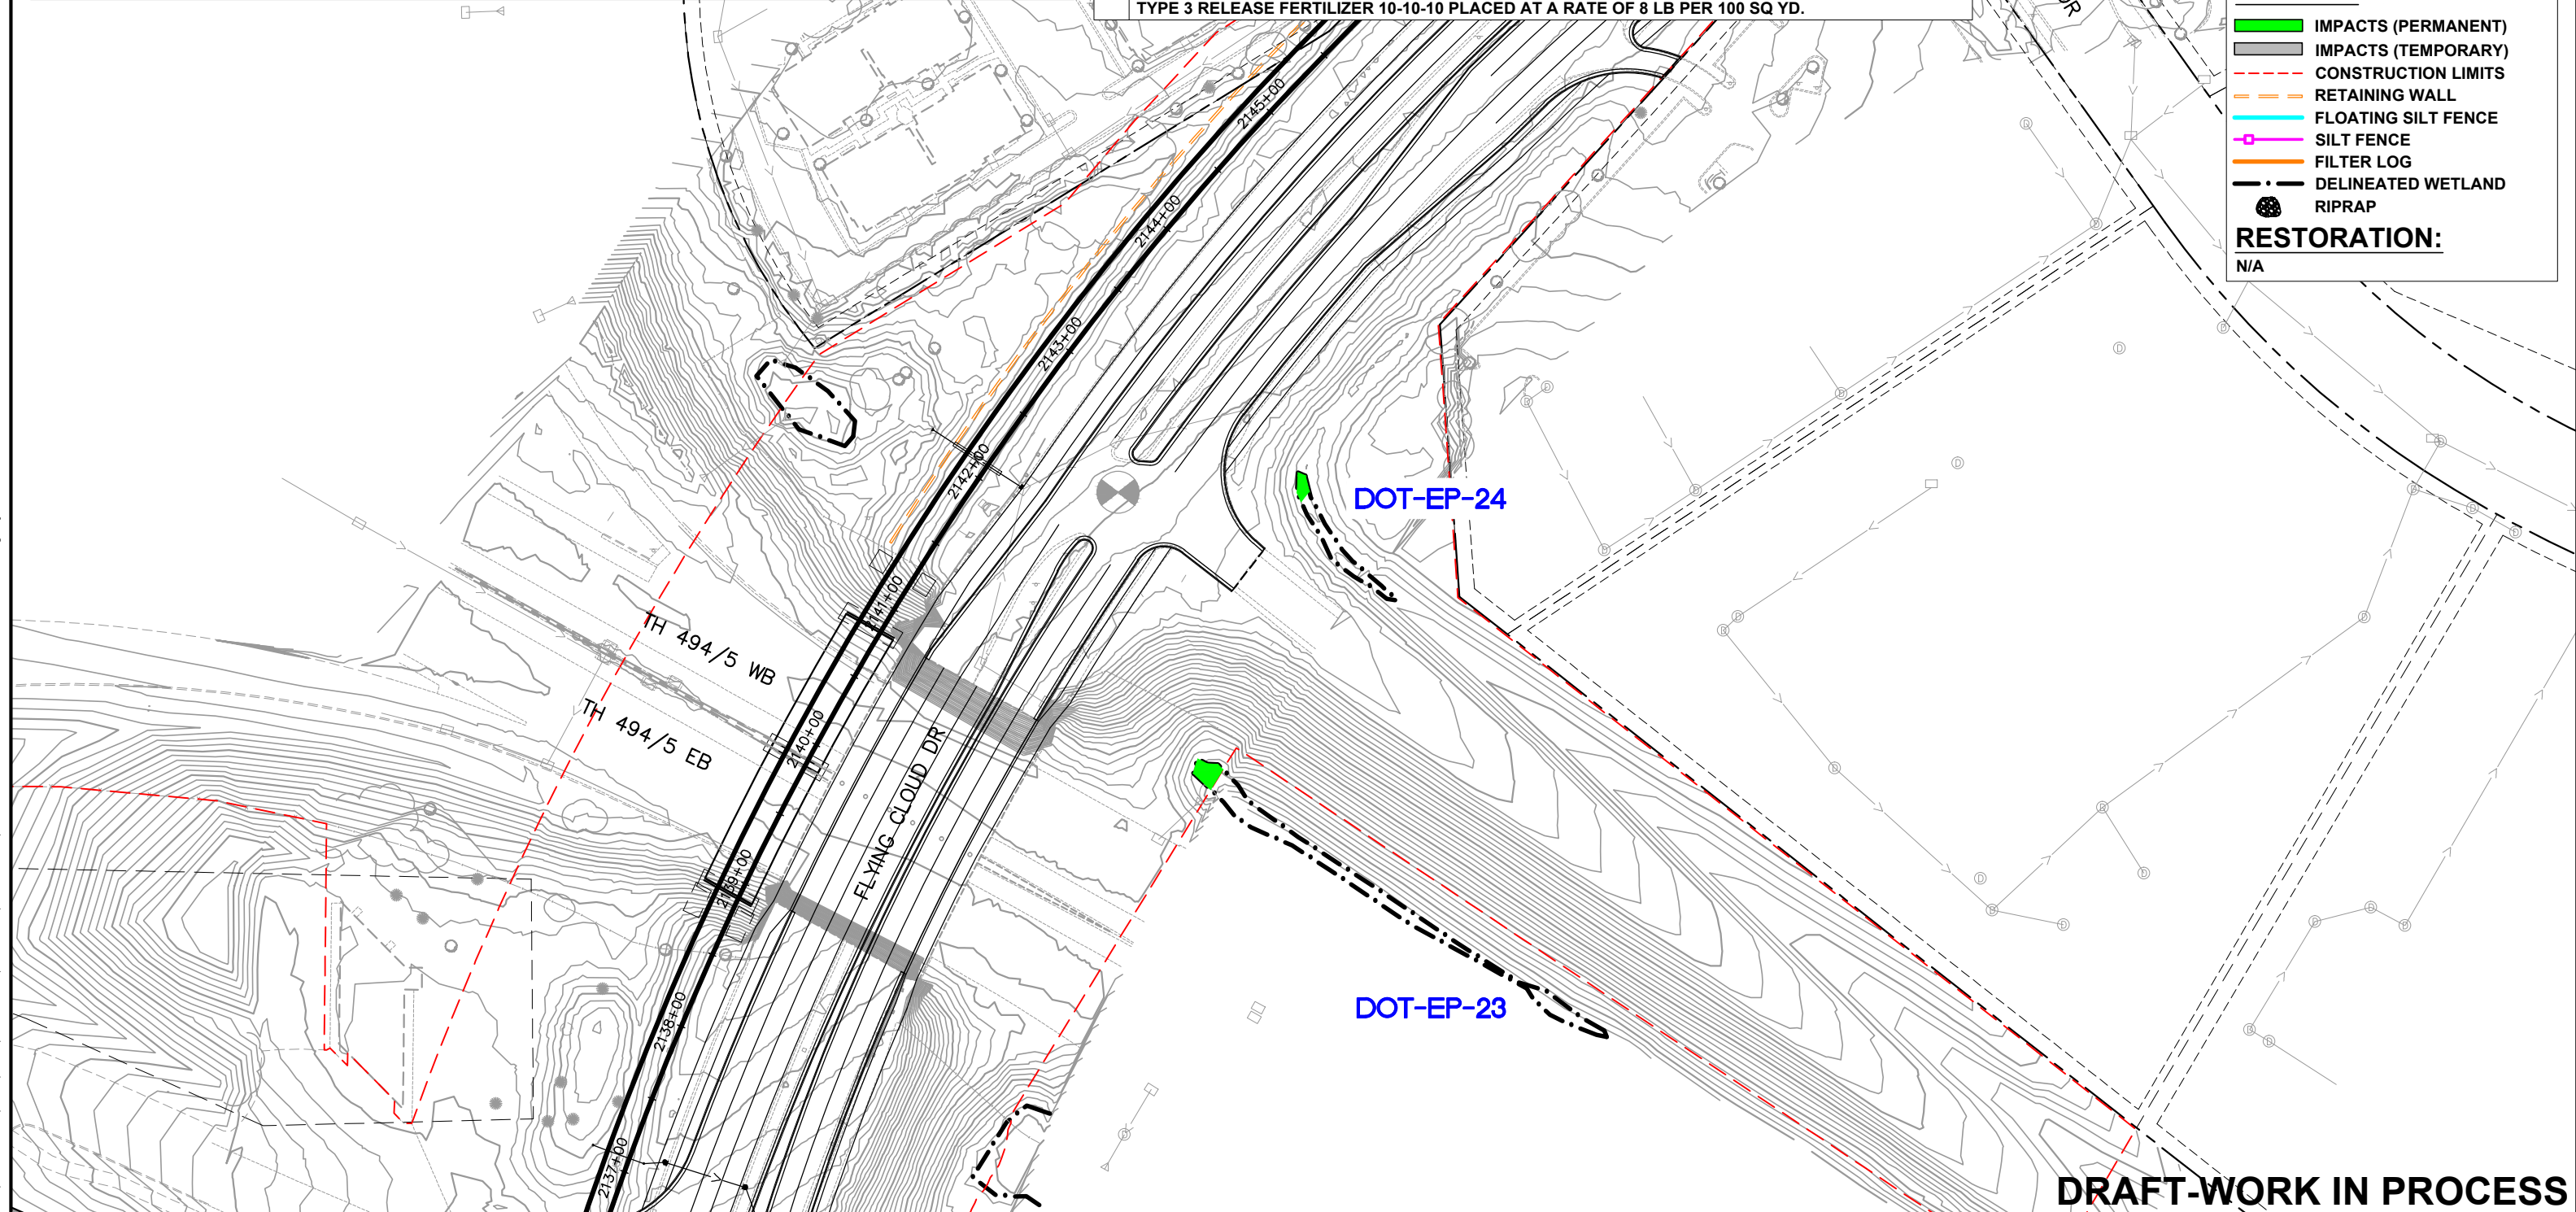 TYPE 3 RELEASE FERTILIZER 10-10-10 PLACED AT A RATE OF 8 LB PER 100 SQ YD.
IMPACTS (PERMANENT)
IMPACTS (TEMPORARY)
CONSTRUCTION LIMITS
RETAINING WALL
FLOATING SILT FENCE
SILT FENCE
FILTER LOG
DELINEATED WETLAND
RIPRAP
RESTORATION:
N/A
DR
2145+00
2144+00
2143+00
2142+00
2141+00
2140+00
2139+00
2138+00
2137+00
DOT-EP-24
TH 494/5 WB
TH 494/5 EB
FLYING CLOUD DR
DOT-EP-23
DRAFT-WORK IN PROCESS